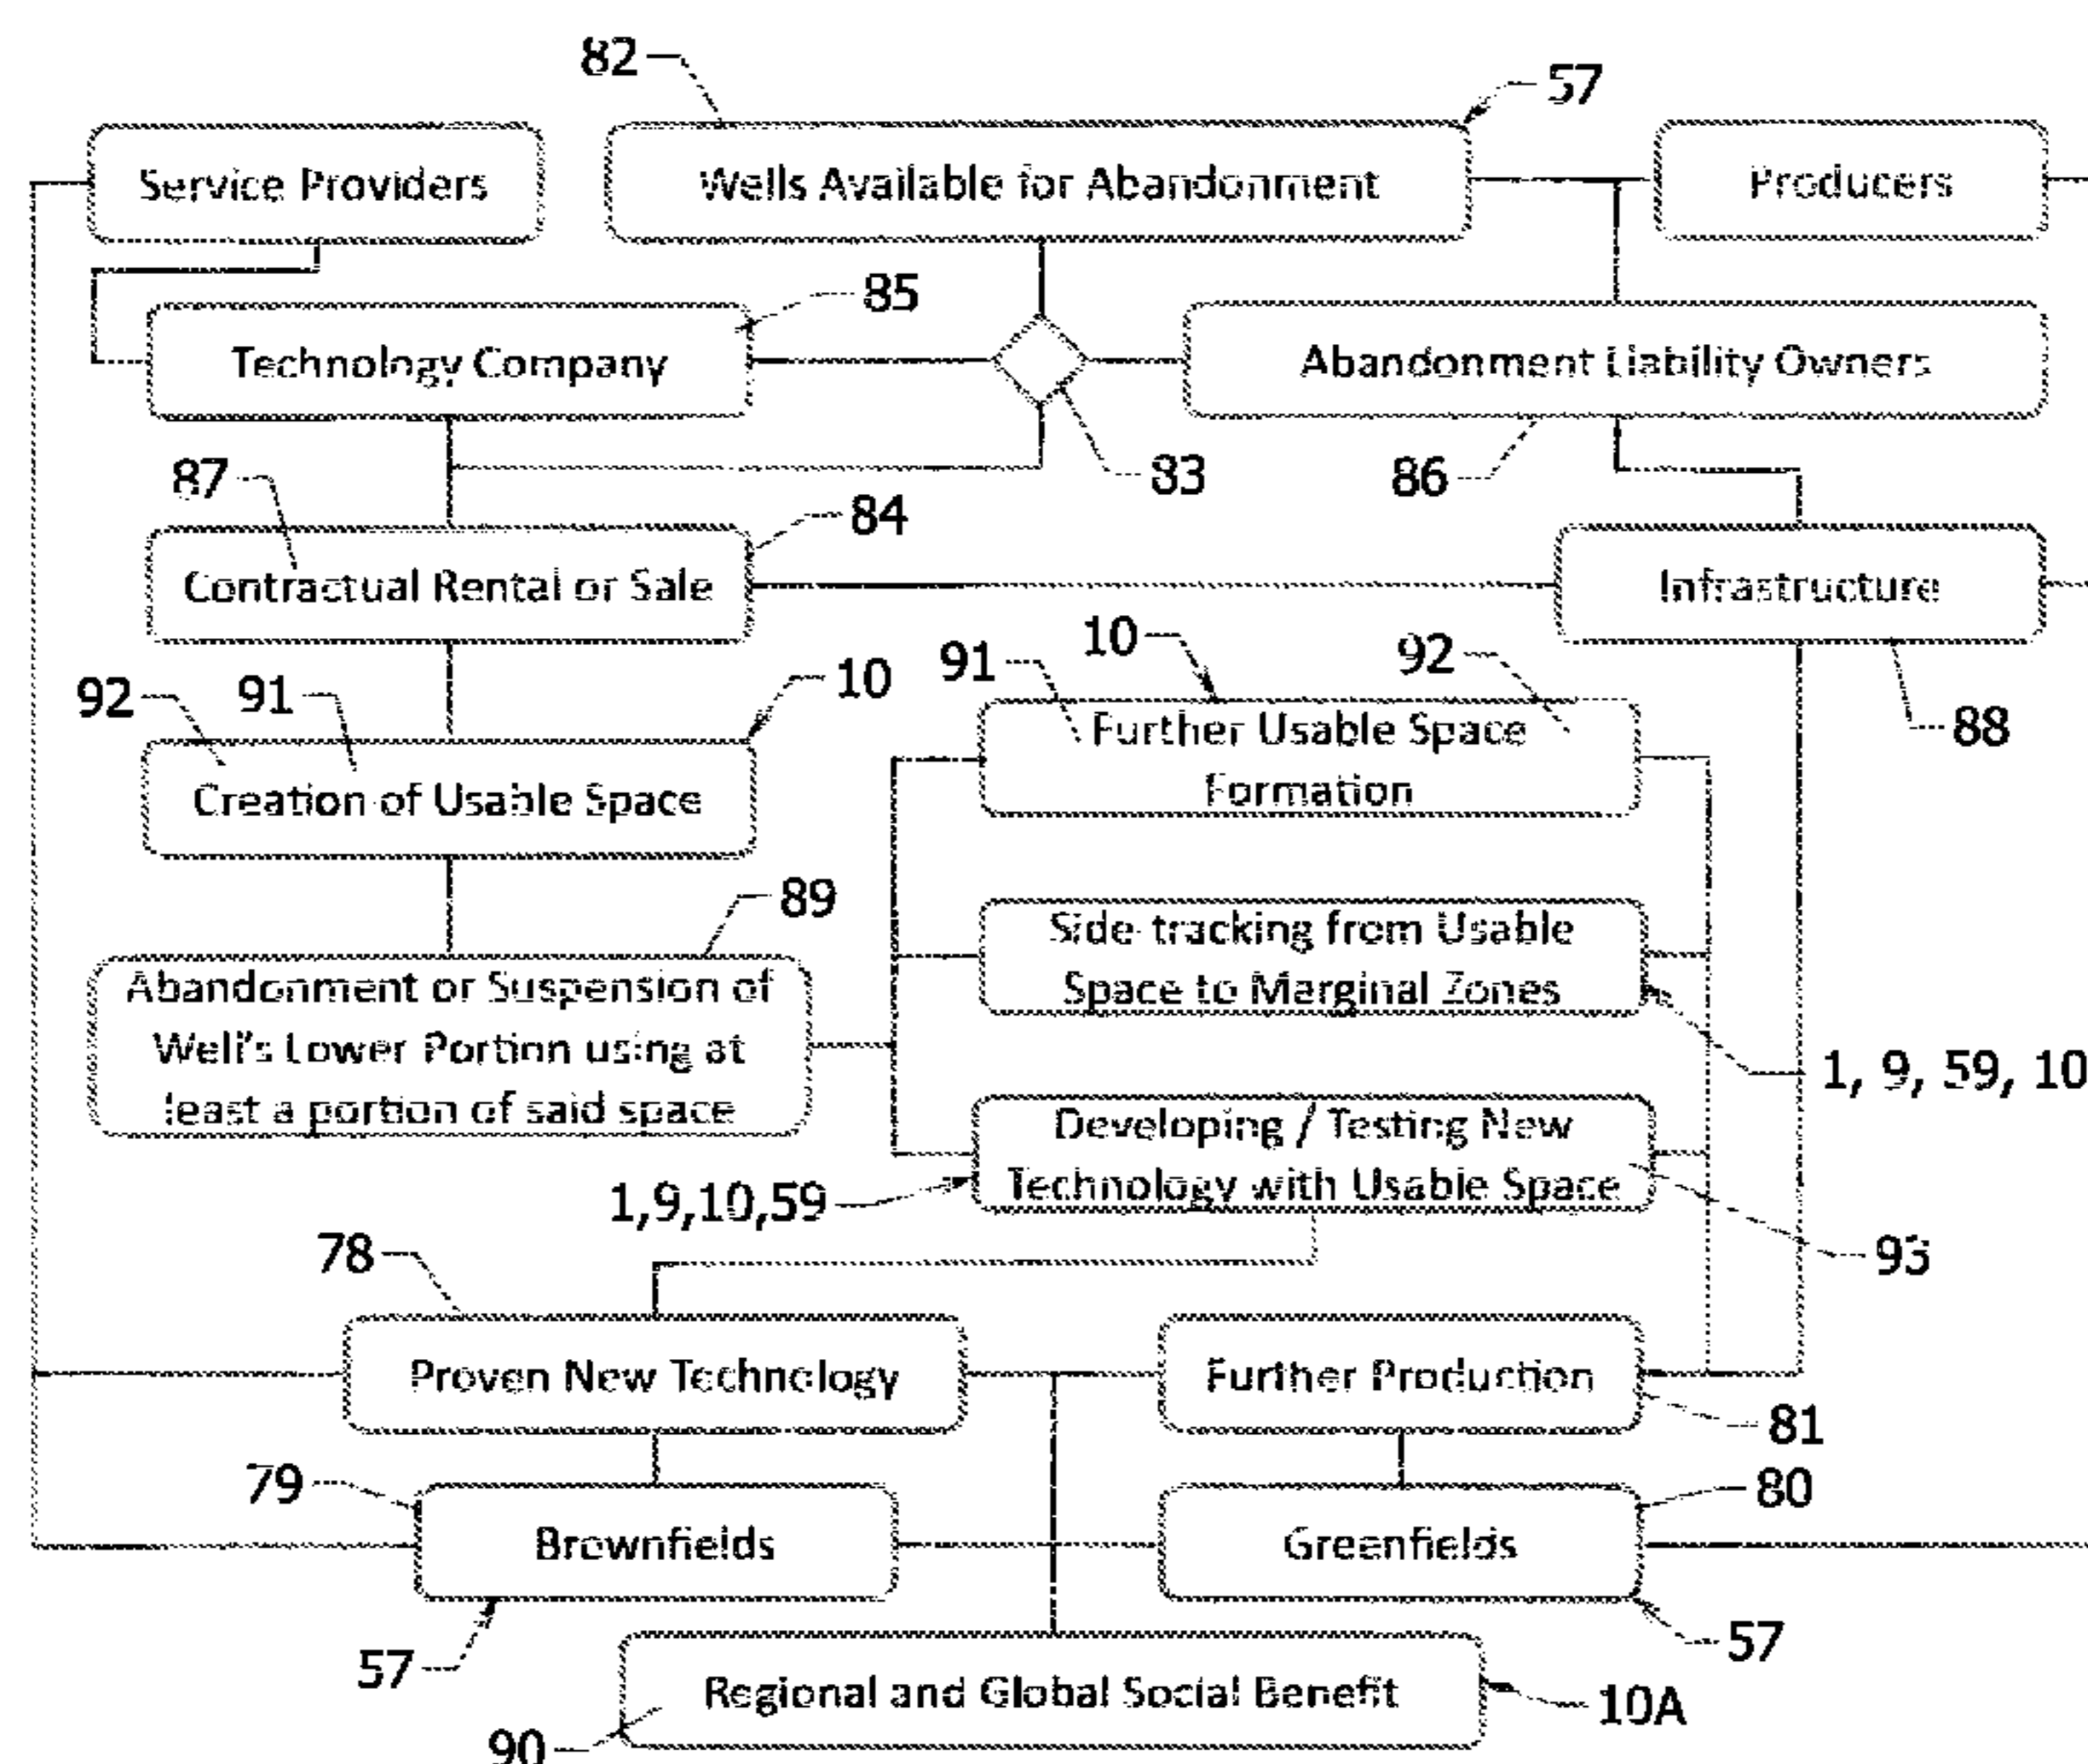 82
57
Service Providers
Wells Available for Abandonment
Producers
85
Technology Company
Abandonment Liability Owners
87
83
86
84
Contractual Rental or Sale
Infrastructure
10
91
92
92
91
10
88
Further Usable Space
Formation
Creation of Usable Space
89
Side-tracking from Usable
Space to Marginal Zones
Abandonment or Suspension of
Well's Lower Portion using at
least a portion of said space
1, 9, 59, 10
Developing / Testing New
Technology with Usable Space
1,9,10,59
78
93
Proven New Technology
Further Production
81
79
80
Brownfields
Greenfields
57
57
Regional and Global Social Benefit
10A
90